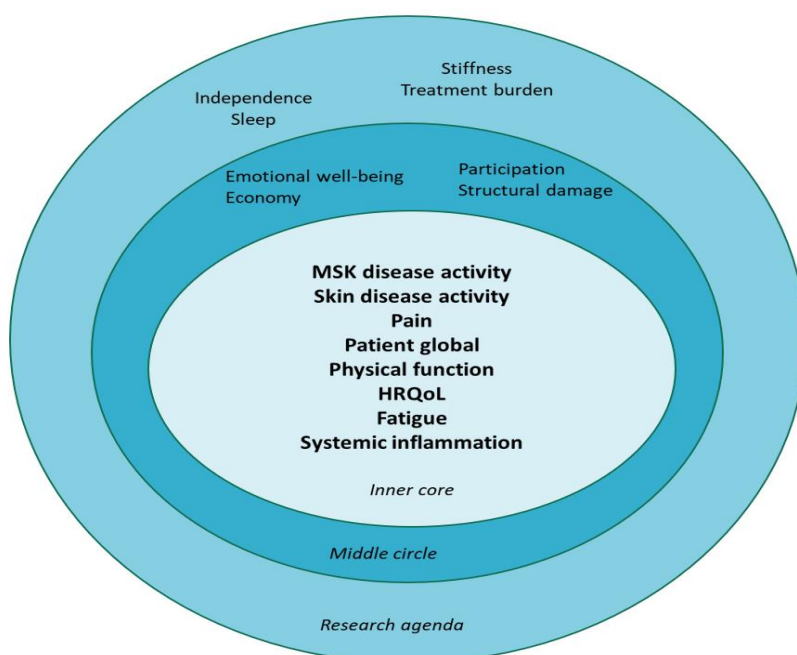 Stiffness
Treatment burden
Independence
Sleep
Emotional well-being
Economy
Participation
Structural damage
MSK disease activity
Skin disease activity
Pain
Patient global
Physical function
HRQoL
Fatigue
Systemic inflammation
Inner core
Middle circle
Research agenda